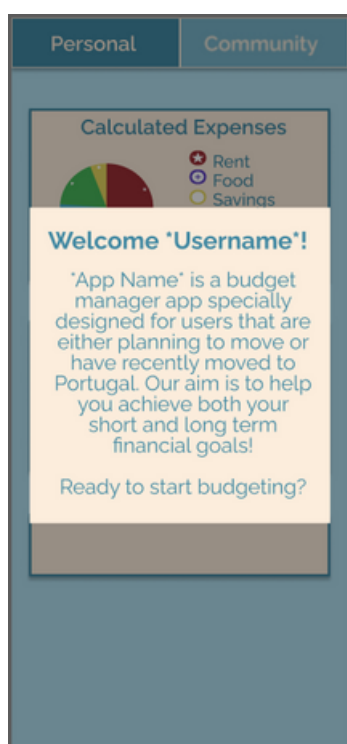 Personal
Community
Calculated Expenses
Rent
Food
Savings
Welcome *Username*!
*App Name* is a budget
manager app specially
designed for users that are
either planning to move or
have recently moved to
Portugal. Our aim is to help
you achieve both your
short and long term
financial goals!
Ready to start budgeting?